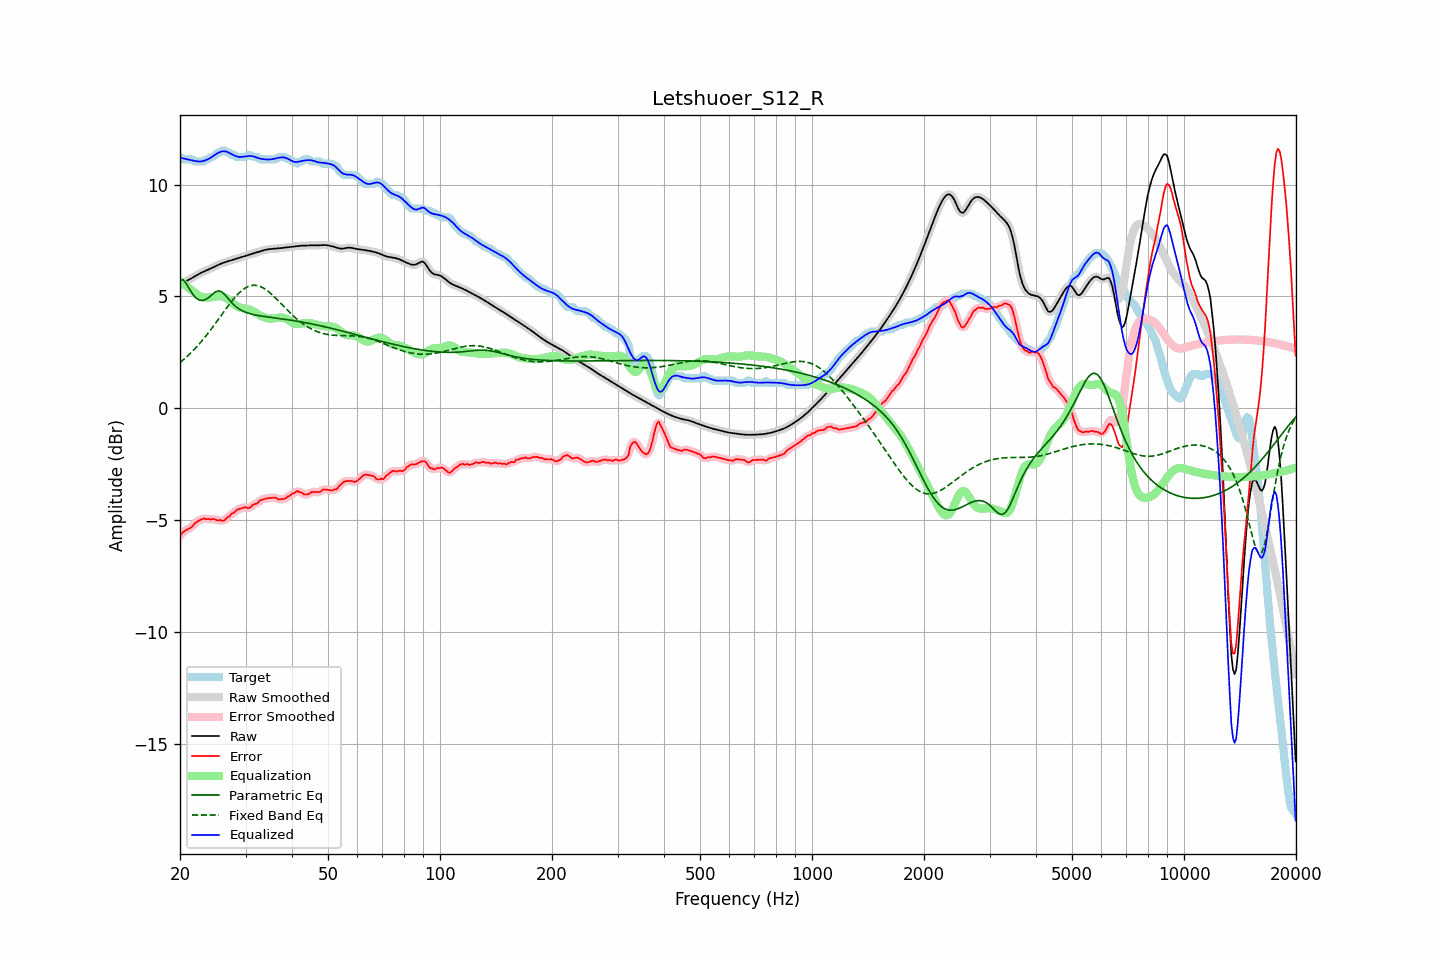 Letshuoer_S12_R
Amplitude (dBr)
10
5
0
−5
−10
−15
Target
Raw Smoothed
Error Smoothed
Raw
Error
Equalization
Parametric Eq
Fixed Band Eq
Equalized
20 50 100 200 500 1000 2000 5000 10000 20000
Frequency (Hz)